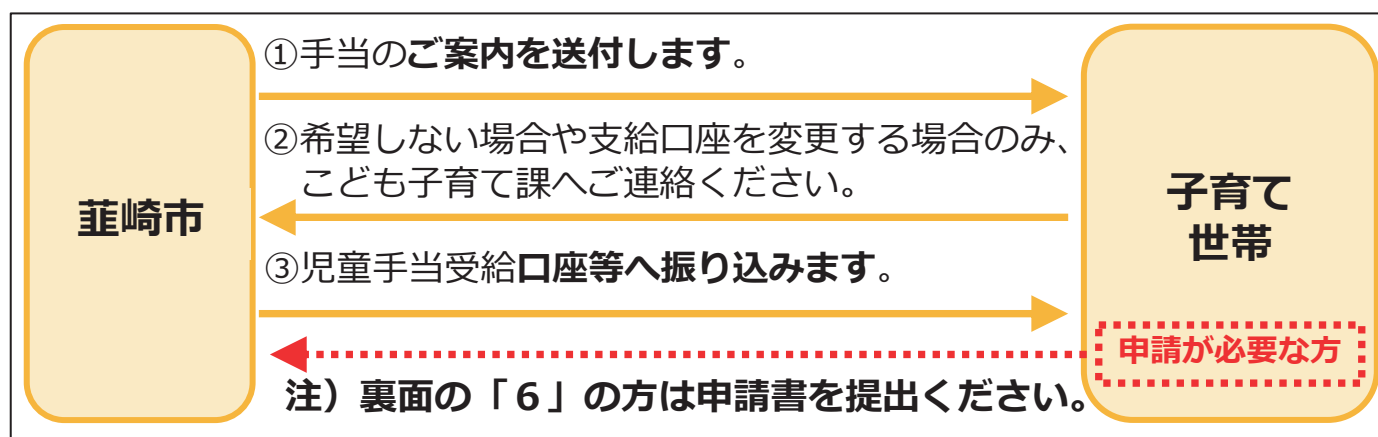 韮崎市
①手当のご案内を送付します。
②希望しない場合や支給口座を変更する場合のみ、
こども子育て課へご連絡ください。
③児童手当受給口座等へ振り込みます。
子育て
世帯
申請が必要な方
注）裏面の「６」の方は申請書を提出ください。